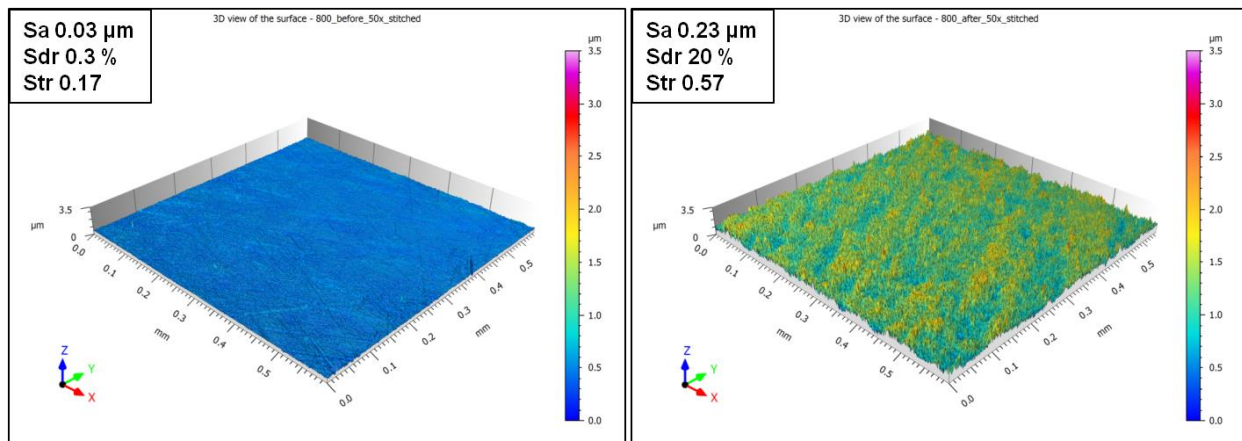 3D view of the surface - 800_before_50x_stitched
Sa 0.03 µm
Sdr 0.3 %
Str 0.17
µm
3.5
3.0
2.5
2.0
1.5
1.0
0.5
0.0
3.5
µm
0
0.0
0.1
0.2
0.3
0.4
0.5
mm
0.0
0.1
0.2
0.3
0.4
0.5
mm
Z
Y
X
3D view of the surface - 800_after_50x_stitched
Sa 0.23 µm
Sdr 20 %
Str 0.57
µm
3.5
3.0
2.5
2.0
1.5
1.0
0.5
0.0
3.5
µm
0
0.0
0.1
0.2
0.3
0.4
0.5
mm
0.0
0.1
0.2
0.3
0.4
0.5
mm
Z
Y
X